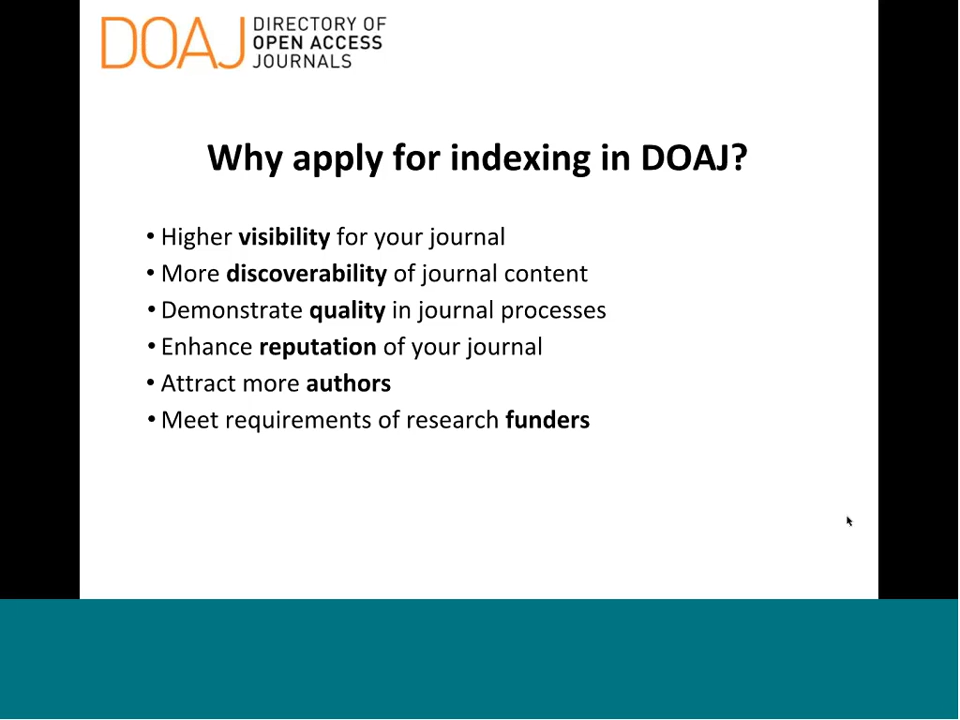 DOAJ
DIRECTORY OF
OPEN ACCESS
JOURNALS
Why apply for indexing in DOAJ?
• Higher visibility for your journal
• More discoverability of journal content
• Demonstrate quality in journal processes
• Enhance reputation of your journal
• Attract more authors
• Meet requirements of research funders